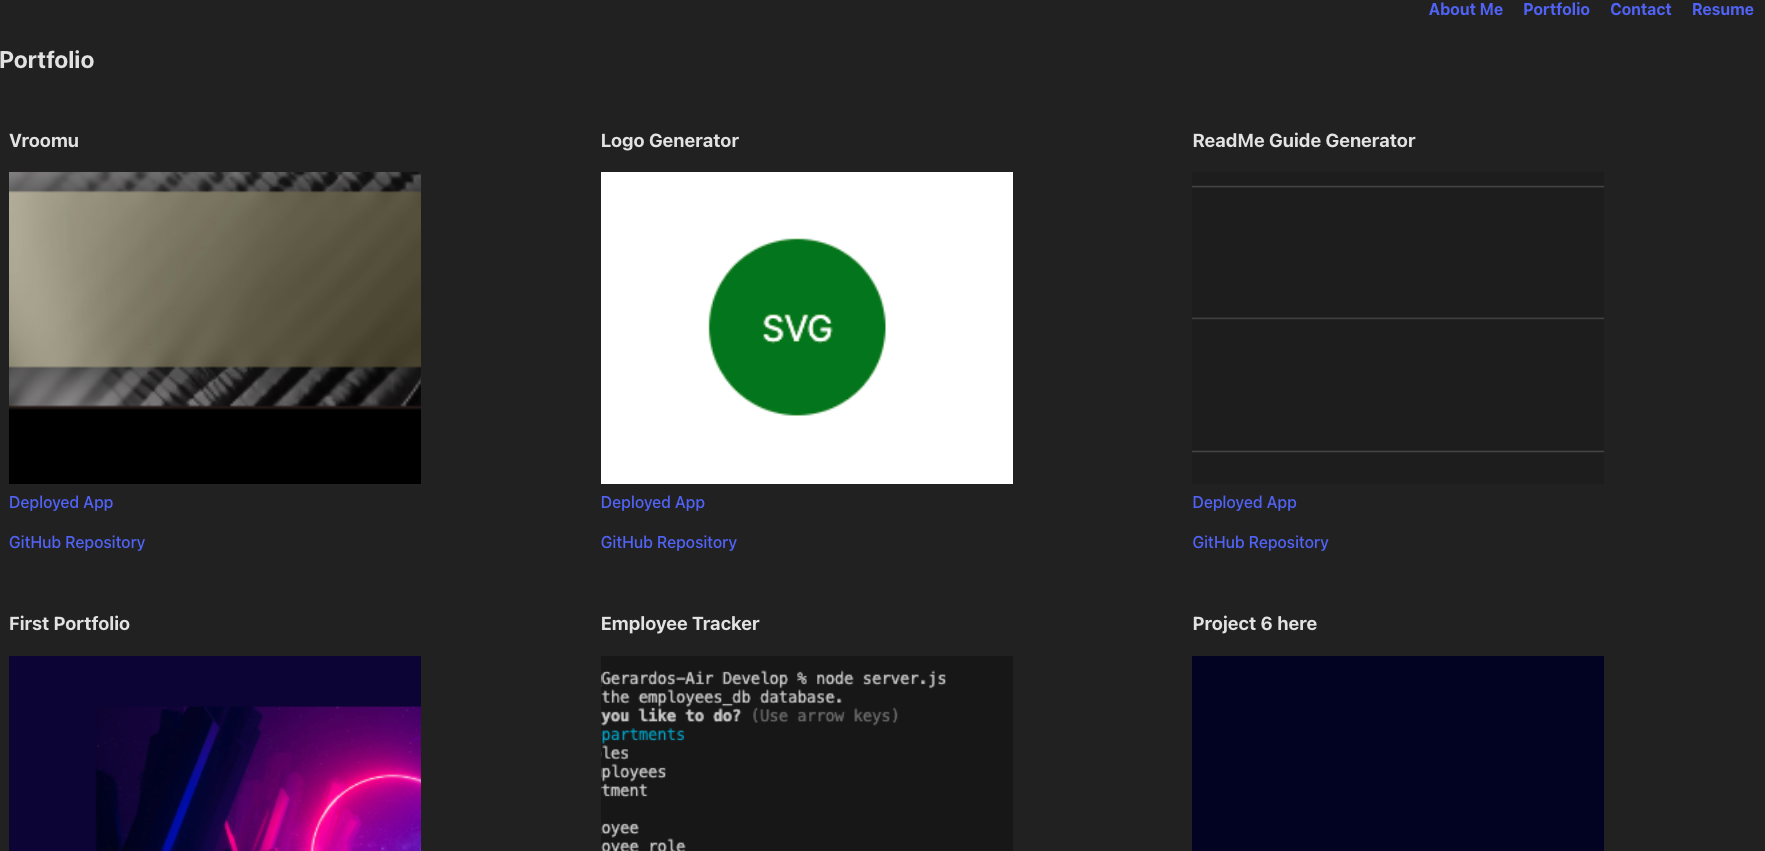 About Me Portfolio Contact Resume
Portfolio
Vroomu
Logo Generator
ReadMe Guide Generator
SVG
Deployed App
Deployed App
Deployed App
GitHub Repository
GitHub Repository
GitHub Repository
First Portfolio
Employee Tracker
Project 6 here
Gerardos-Air Develop % node server.js
the employees_db database.
you like to do? (Use arrow keys)
partments
les
ployees
tment
oyee
oyee role